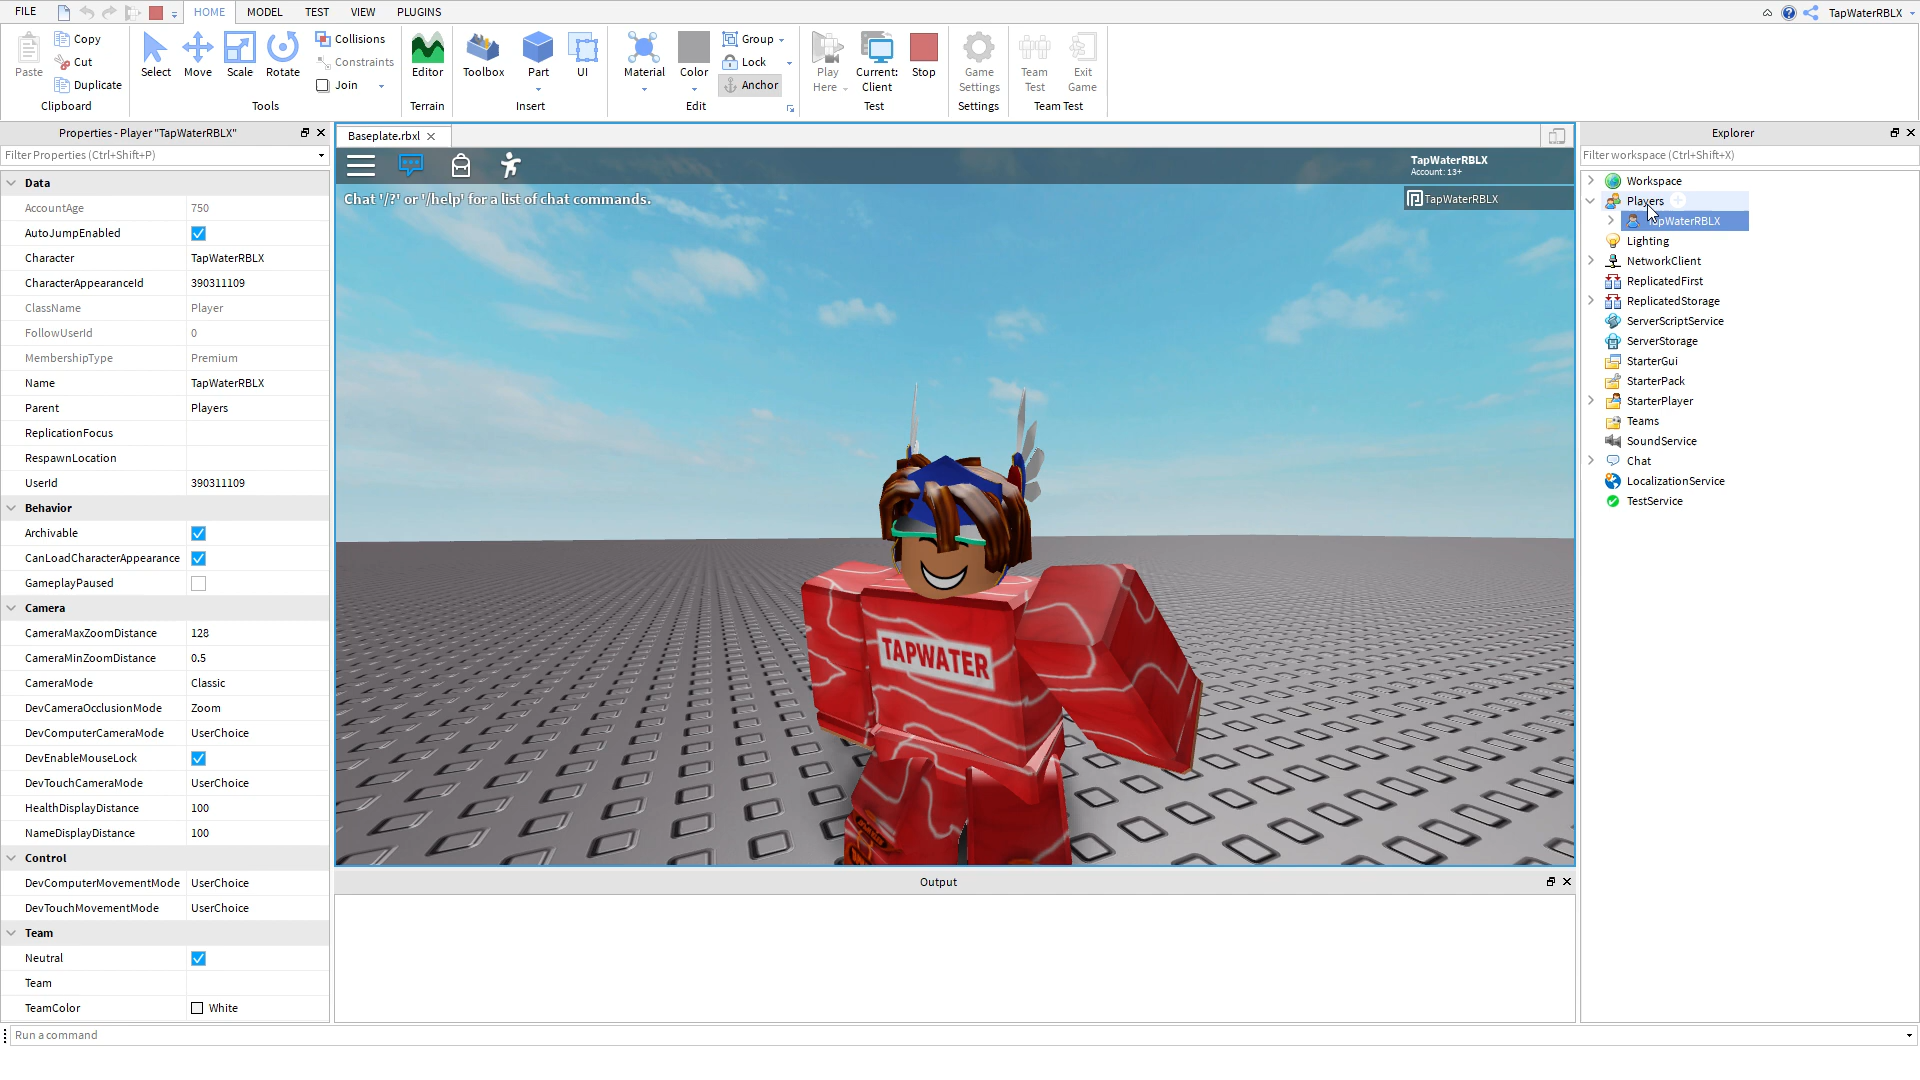 FILE
HOME
MODEL
TEST
VIEW
PLUGINS
TapWaterRBLX
Paste
Copy
Cut
Duplicate
Clipboard
Select
Move
Scale
Rotate
Collisions
Constraints
Join
Tools
Editor
Terrain
Toolbox
Part
UI
Insert
Material
Color
Group
Lock
Anchor
Edit
Play
Here
Current:
Client
Stop
Test
Game
Settings
Settings
Team
Test
Exit
Game
Team Test
Properties - Player "TapWaterRBLX"
Filter Properties (Ctrl+Shift+P)
Data
AccountAge 750
AutoJumpEnabled
Character TapWaterRBLX
CharacterAppearanceId 390311109
ClassName Player
FollowUserId 0
MembershipType Premium
Name TapWaterRBLX
Parent Players
ReplicationFocus
RespawnLocation
UserId 390311109
Behavior
Archivable
CanLoadCharacterAppearance
GameplayPaused
Camera
CameraMaxZoomDistance 128
CameraMinZoomDistance 0.5
CameraMode Classic
DevCameraOcclusionMode Zoom
DevComputerCameraMode UserChoice
DevEnableMouseLock
DevTouchCameraMode UserChoice
HealthDisplayDistance 100
NameDisplayDistance 100
Control
DevComputerMovementMode UserChoice
DevTouchMovementMode UserChoice
Team
Neutral
Team
TeamColor White
Baseplate.rbxl
TapWaterRBLX
Account: 13+
Chat '/?' or '/help' for a list of chat commands.
TapWaterRBLX
TAPWATER
Output
Explorer
Filter workspace (Ctrl+Shift+X)
Workspace
Players
TapWaterRBLX
Lighting
NetworkClient
ReplicatedFirst
ReplicatedStorage
ServerScriptService
ServerStorage
StarterGui
StarterPack
StarterPlayer
Teams
SoundService
Chat
LocalizationService
TestService
Run a command